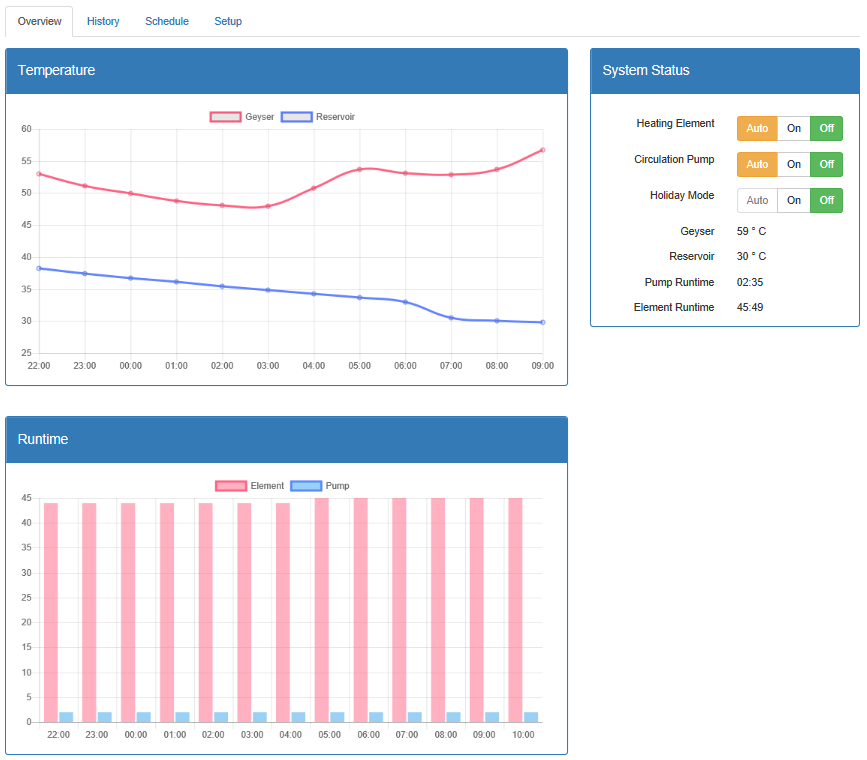 Overview History Schedule Setup
Temperature
Geyser Reservoir
60
55
50
45
40
35
30
25
22:00 23:00 00:00 01:00 02:00 03:00 04:00 05:00 06:00 07:00 08:00 09:00
System Status
Heating Element Auto On Off
Circulation Pump Auto On Off
Holiday Mode Auto On Off
Geyser 59 ° C
Reservoir 30 ° C
Pump Runtime 02:35
Element Runtime 45:49
Runtime
Element Pump
45
40
35
30
25
20
15
10
5
0
22:00 23:00 00:00 01:00 02:00 03:00 04:00 05:00 06:00 07:00 08:00 09:00 10:00